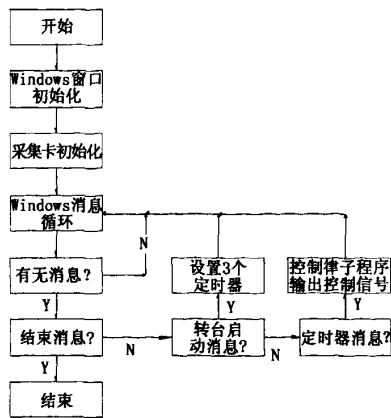 开始
Windows窗口
初始化
采集卡初始化
Windows消息
循环
N
有无消息?
设置3个
定时器
控制律子程序
输出控制信号
Y
Y
Y
结束消息?
N
转台启
动消息?
N
定时器消息?
Y
结束